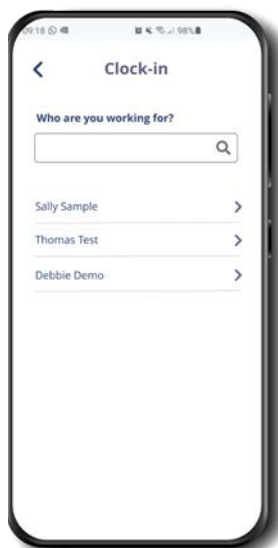 09:18 98%
Clock-in
Who are you working for?
Sally Sample
Thomas Test
Debbie Demo